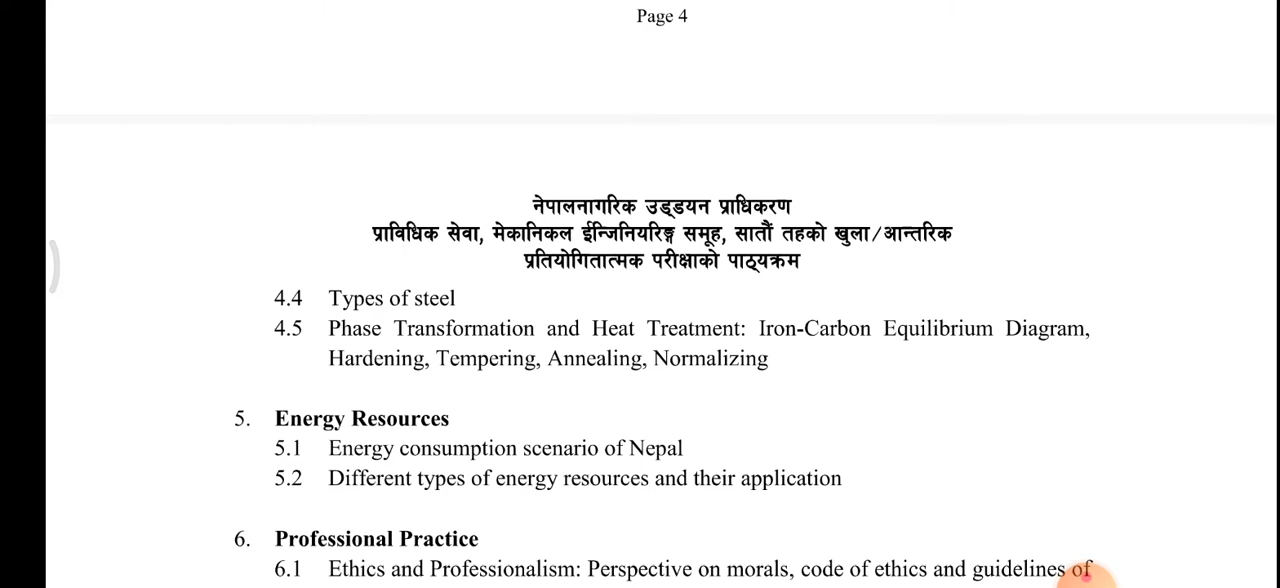 Page 4
नेपालनागरिक उड्डयन प्राधिकरण
प्राविधिक सेवा, मेकानिकल ईन्जिनियरिङ्ग समूह, सातौं तहको खुला/आन्तरिक
प्रतियोगितात्मक परीक्षाको पाठ्यक्रम
4.4 Types of steel
4.5 Phase Transformation and Heat Treatment: Iron-Carbon Equilibrium Diagram,
Hardening, Tempering, Annealing, Normalizing
5. Energy Resources
5.1 Energy consumption scenario of Nepal
5.2 Different types of energy resources and their application
6. Professional Practice
6.1 Ethics and Professionalism: Perspective on morals, code of ethics and guidelines of